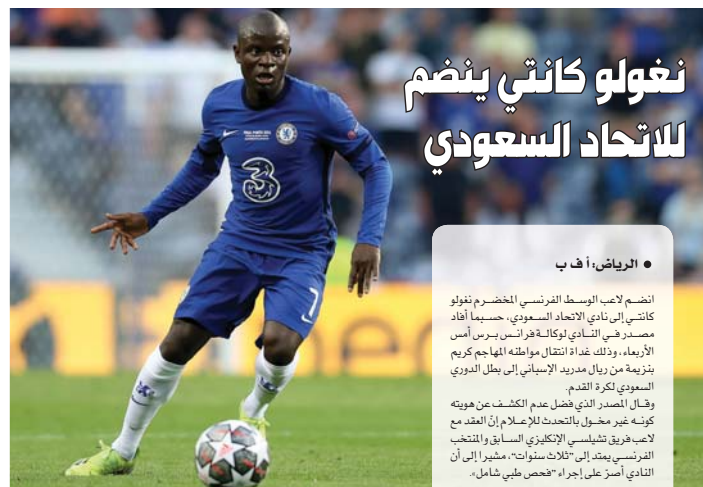 نغولو كانتي ينضم
للاتحاد السعودي
● الرياض: أ ف ب
انضم لاعب الوسط الفرنسي المخضرم نغولو
كانتي إلى نادي الاتحاد السعودي، حسبما أفاد
مصدر في النادي لوكالة فرانس برس أمس
الأربعاء، وذلك غداة انتقال مواطنه المهاجم كريم
بنزيمة من ريال مدريد الإسباني إلى بطل الدوري
السعودي لكرة القدم.
وقال المصدر الذي فضل عدم الكشف عن هويته
كونه غير مخول بالتحدث للإعلام إنّ العقد مع
لاعب فريق تشيلسي الإنكليزي السابق والمنتخب
الفرنسي يمتد إلى "ثلاث سنوات"، مشيرا إلى أن
النادي أصرّ على إجراء "فحص طبي شامل».
3
7